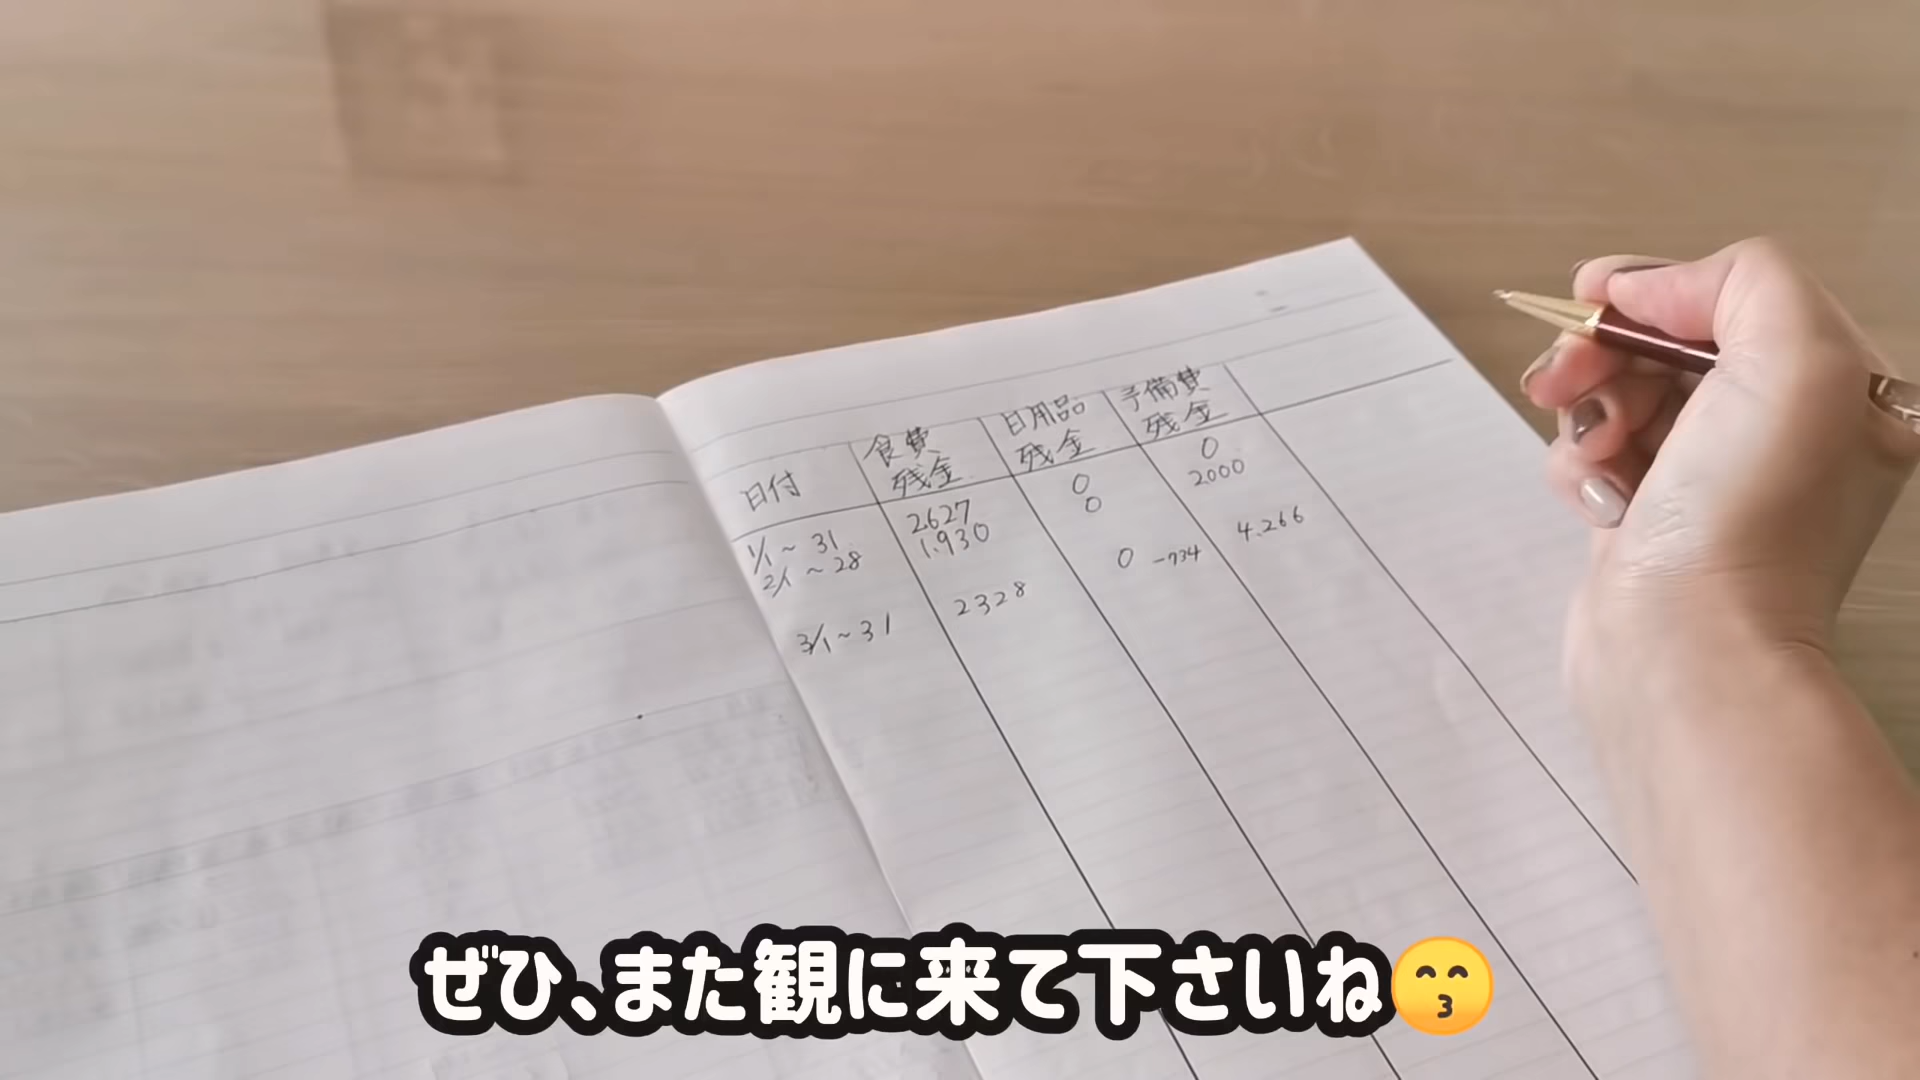 日付 食費残金 日用品残金 予備費残金
1/1~31 2627 0 0
2/1~28 1.930 0 2000
3/1~31 2328 0 -734 4.266
ぜひ、また観に来て下さいね😙